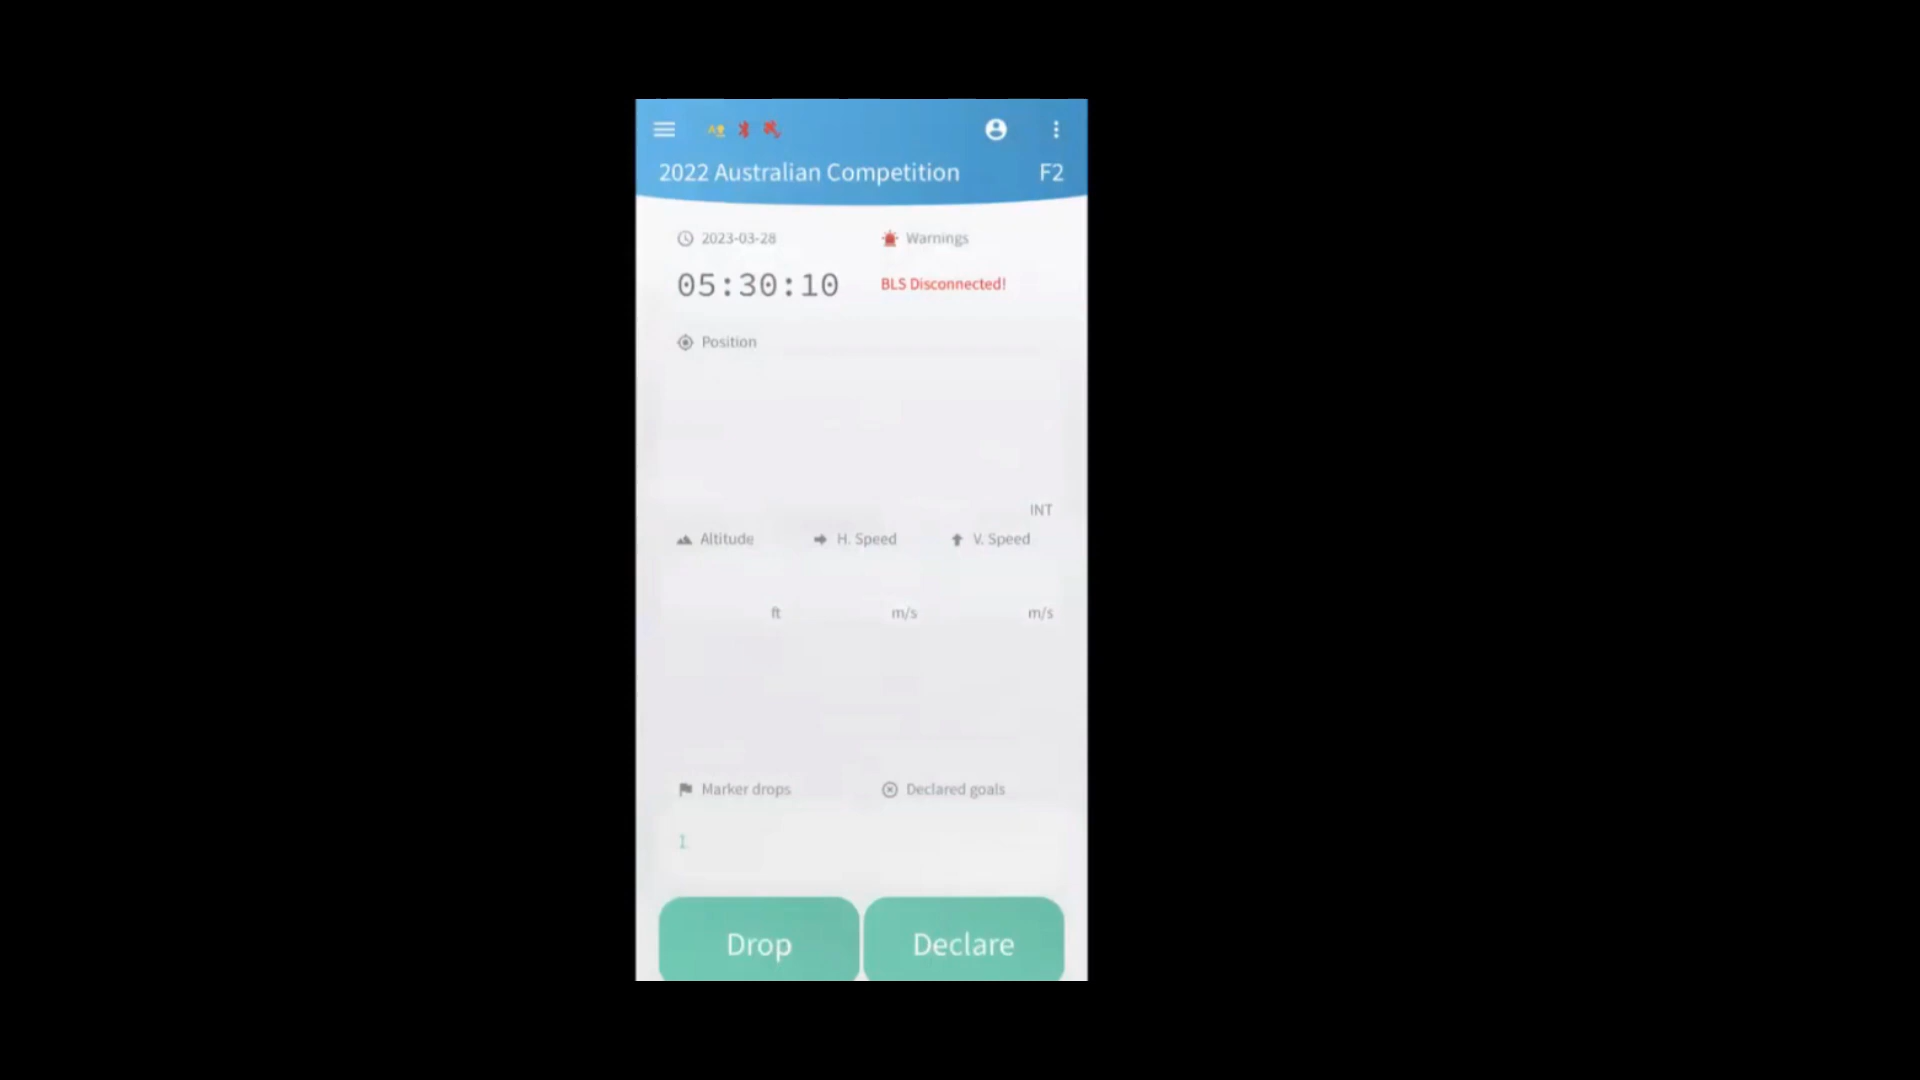 2022 Australian Competition F2
2023-03-28 Warnings
05:30:10 BLS Disconnected!
Position
INT
Altitude H. Speed V. Speed
ft m/s m/s
Marker drops Declared goals
1
Drop Declare